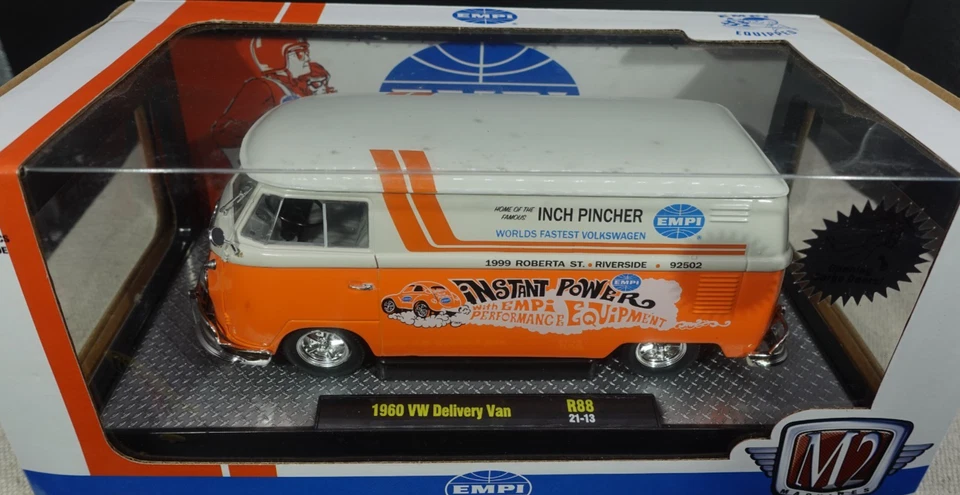 EMPI
EMPI
HOME OF THE
FAMOUS
INCH PINCHER
EMPI
WORLDS FASTEST VOLKSWAGEN
1999 ROBERTA ST. • RIVERSIDE • 92502
EMPI
INSTANT POWER
with EMPI
PERFORMANCE EQUIPMENT
1960 VW Delivery Van
R88
21-13
M2
EMPI